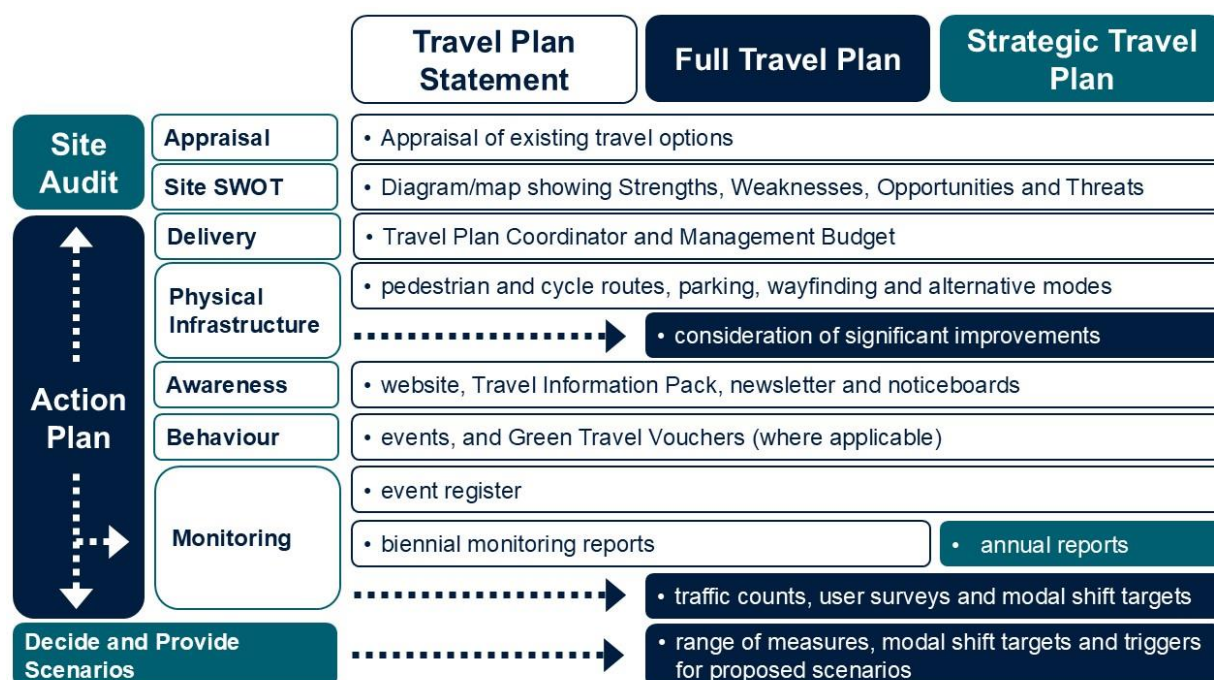 Travel Plan
Statement
Full Travel Plan
Strategic Travel
Plan
Site
Audit
Appraisal
• Appraisal of existing travel options
Site SWOT
• Diagram/map showing Strengths, Weaknesses, Opportunities and Threats
Action
Plan
Delivery
• Travel Plan Coordinator and Management Budget
Physical
Infrastructure
• pedestrian and cycle routes, parking, wayfinding and alternative modes
• consideration of significant improvements
Awareness
• website, Travel Information Pack, newsletter and noticeboards
Behaviour
• events, and Green Travel Vouchers (where applicable)
Monitoring
• event register
• biennial monitoring reports
• annual reports
• traffic counts, user surveys and modal shift targets
Decide and Provide
Scenarios
• range of measures, modal shift targets and triggers
for proposed scenarios